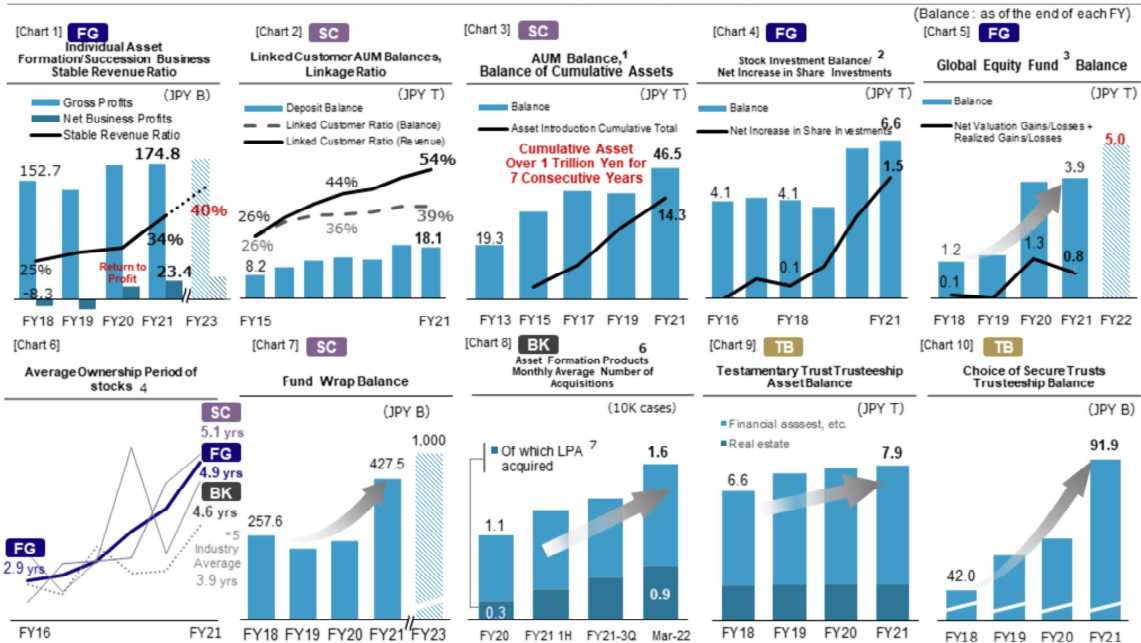 (Balance : as of the end of each FY)
[Chart 1] FG
Individual Asset
Formation/Succession Business
Stable Revenue Ratio
(JPY B)
Gross Profits
Net Business Profits
Stable Revenue Ratio
152.7
174.8
40%
34%
25%
Return to
Profit
23.4
-8.3
FY18 FY19 FY20 FY21 FY23
[Chart 2] SC
Linked Customer AUM Balances,
Linkage Ratio
(JPY T)
Deposit Balance
Linked Customer Ratio (Balance)
Linked Customer Ratio (Revenue)
54%
44%
26%
39%
36%
26%
18.1
8.2
FY15 FY21
[Chart 3] SC
AUM Balance,1
Balance of Cumulative Assets
(JPY T)
Balance
Asset Introduction Cumulative Total
Cumulative Asset
Over 1 Trillion Yen for
7 Consecutive Years
46.5
14.3
19.3
FY13 FY15 FY17 FY19 FY21
[Chart 4] FG
Stock Investment Balance/ 2
Net Increase in Share Investments
(JPY T)
Balance
Net Increase in Share Investments
6.6
1.5
4.1
4.1
0.1
FY16 FY18 FY21
[Chart 5] FG
Global Equity Fund 3 Balance
(JPY T)
Balance
Net Valuation Gains/Losses +
Realized Gains/Losses
5.0
3.9
1.2
1.3
0.8
0.1
FY18 FY19 FY20 FY21 FY22
[Chart 6]
Average Ownership Period of
stocks 4
SC
5.1 yrs
FG
4.9 yrs
BK
4.6 yrs
*5
Industry
Average
3.9 yrs
FG
2.9 yrs
FY16 FY21
[Chart 7] SC
Fund Wrap Balance
(JPY B)
1,000
427.5
257.6
FY18 FY19 FY20 FY21 FY23
[Chart 8] BK
6
Asset Formation Products
Monthly Average Number of
Acquisitions
(10K cases)
Of which LPA 7
acquired
1.6
1.1
0.9
0.3
FY20 FY21 1H FY21-3Q Mar-22
[Chart 9] TB
Testamentary Trust Trusteeship
Asset Balance
(JPY T)
Financial asssest, etc.
Real estate
7.9
6.6
FY18 FY19 FY20 FY21
[Chart 10] TB
Choice of Secure Trusts
Trusteeship Balance
(JPY B)
91.9
42.0
FY18 FY19 FY20 FY21